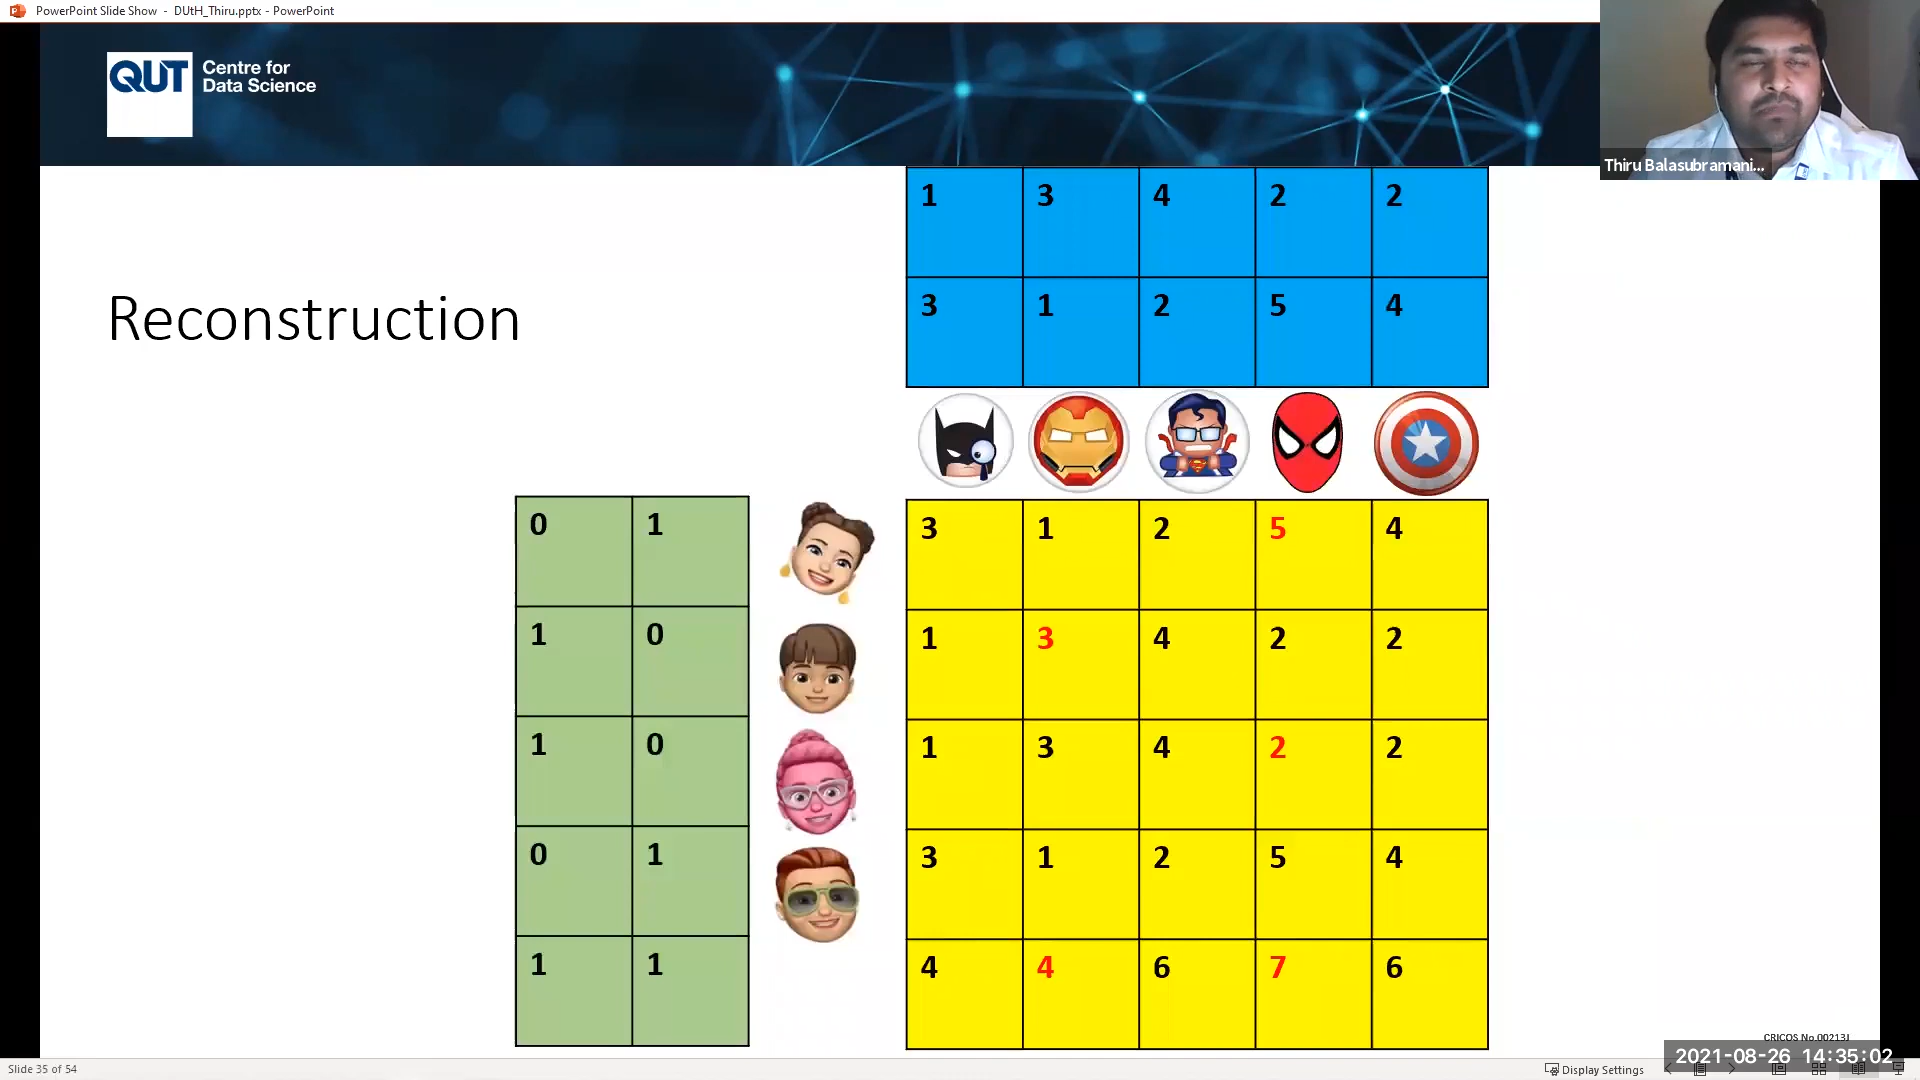 PowerPoint Slide Show - DUtH_Thiru.pptx - PowerPoint
QUT Centre for
Data Science
Thiru Balasubramani...
1 3 4 2 2
3 1 2 5 4
Reconstruction
0 1
3 1 2 5 4
1 0
1 3 4 2 2
1 0
1 3 4 2 2
0 1
3 1 2 5 4
1 1
4 4 6 7 6
CRICOS No.00213J
2021-08-26 14:35:02
Slide 35 of 54
Display Settings